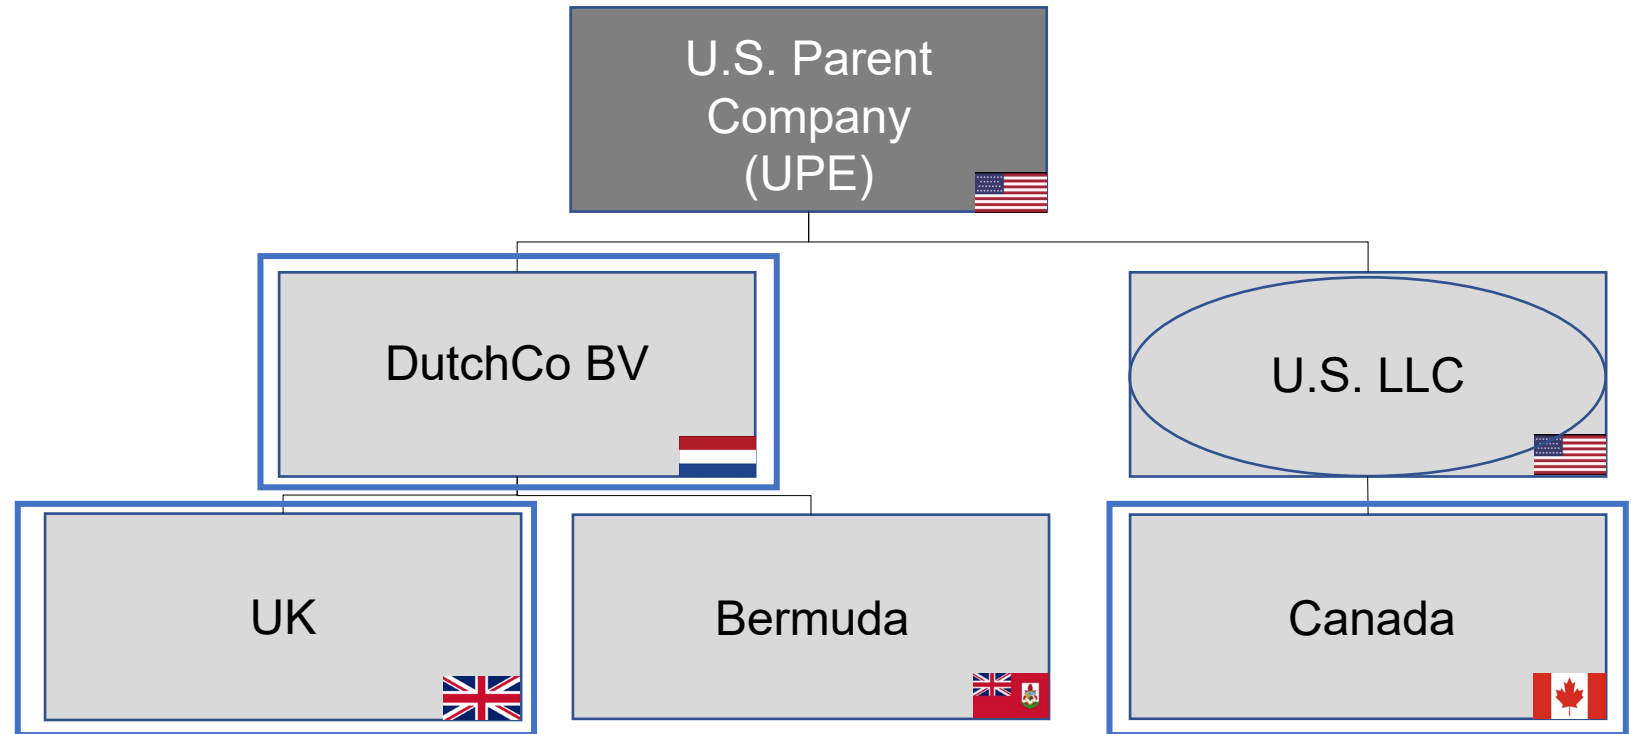 U.S. Parent
Company
(UPE)
DutchCo BV
U.S. LLC
UK
Bermuda
Canada